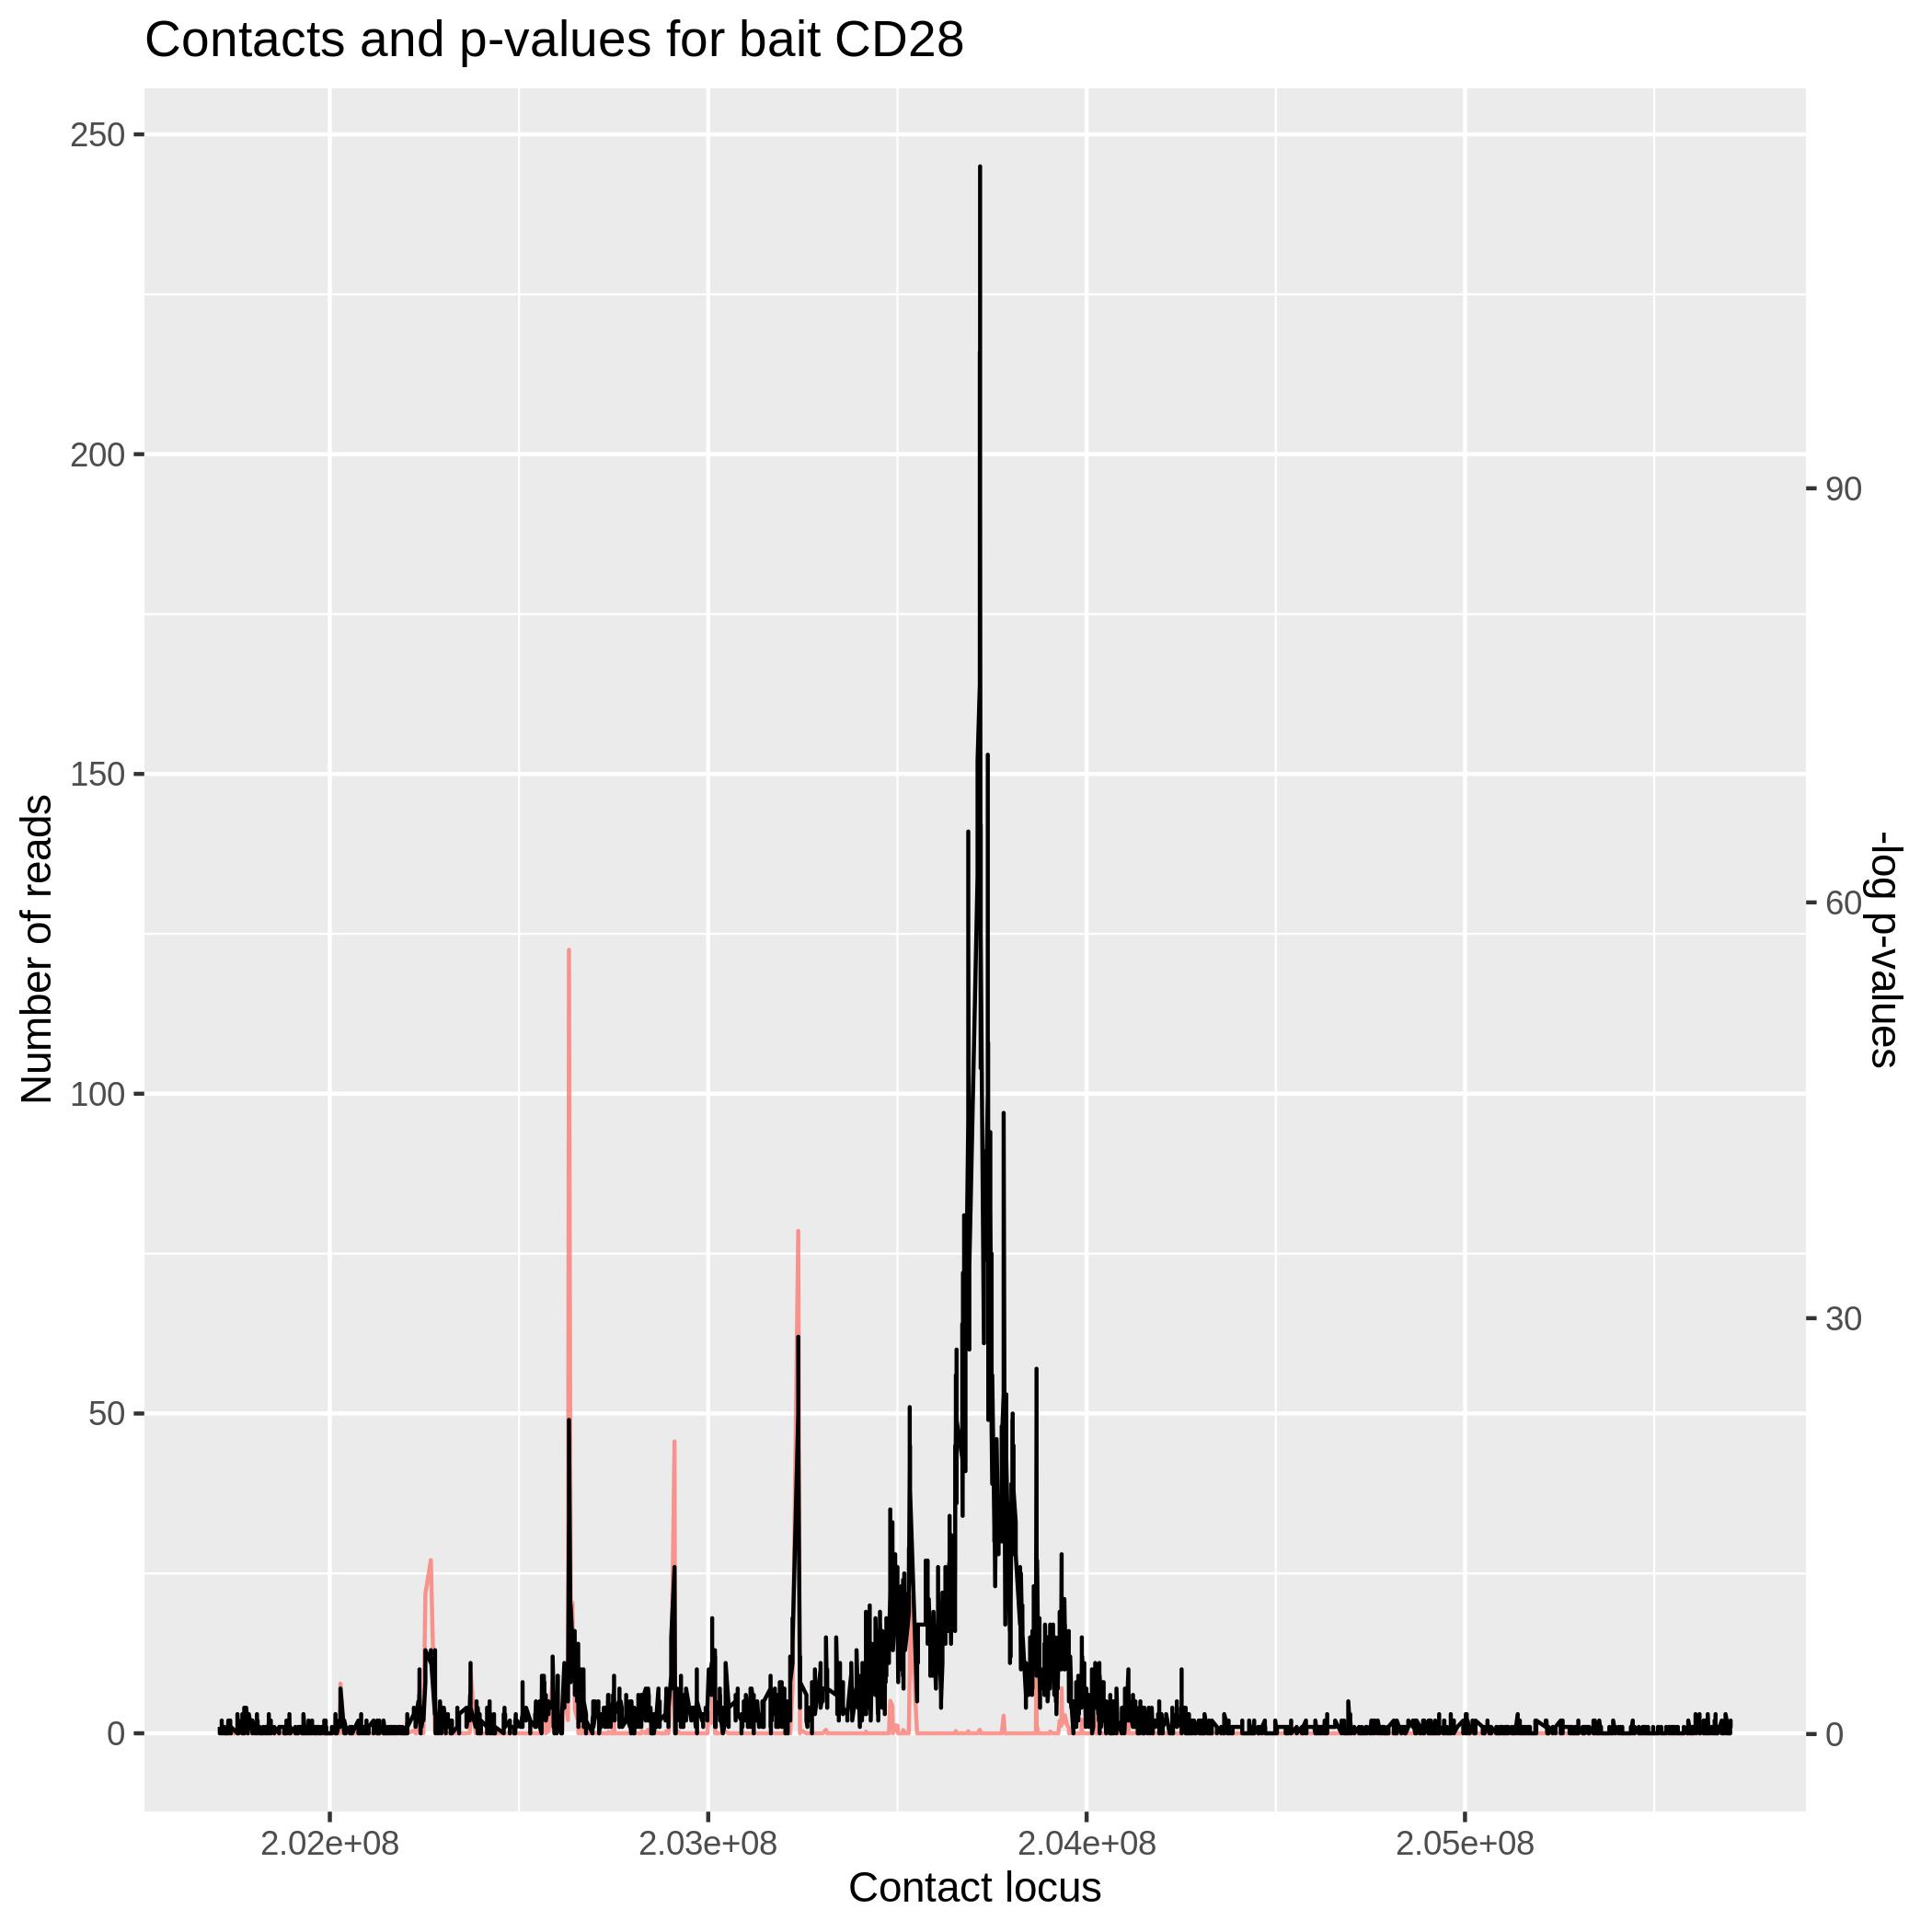 Contacts and p-values for bait CD28
250
200
150
100
50
0
Number of reads
90
60
30
0
-log p-values
2.02e+08 2.03e+08 2.04e+08 2.05e+08
Contact locus